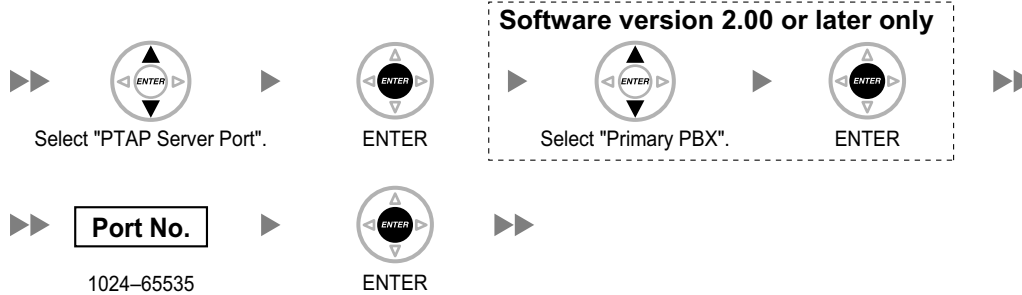 Software version 2.00 or later only
ENTER ENTER ENTER ENTER
Select "PTAP Server Port". ENTER Select "Primary PBX". ENTER
Port No. ENTER
1024–65535 ENTER